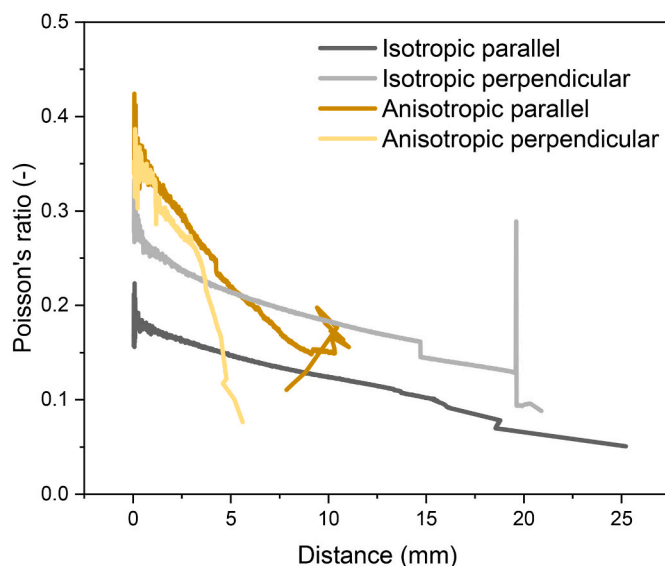 0.5
0.4
0.3
0.2
0.1
0.0
Poisson's ratio (-)
Isotropic parallel
Isotropic perpendicular
Anisotropic parallel
Anisotropic perpendicular
0 5 10 15 20 25
Distance (mm)